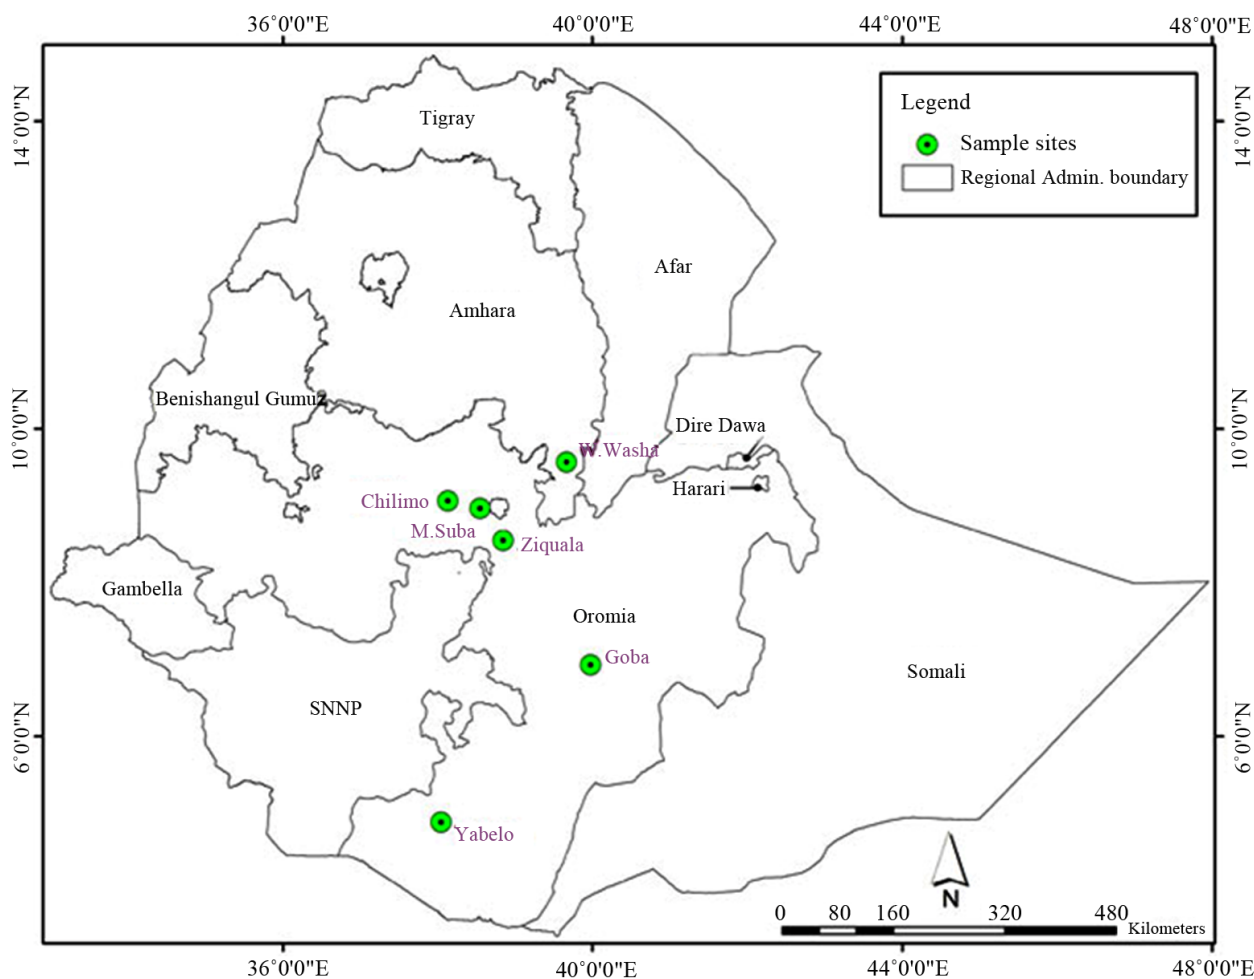 36°0'0"E
40°0'0"E
44°0'0"E
48°0'0"E
14°0'0"N
14°0'0"N
Legend
Sample sites
Regional Admin. boundary
Tigray
Afar
Amhara
Benishangul Gumuz
10°0'0"N
10°0'0"N
Dire Dawa
W.Washa
Harari
Chilimo
M.Suba
Ziquala
Gambella
Oromia
Goba
Somali
SNNP
6°0'0"N
6°0'0"N
Yabelo
N
0 80 160 320 480
Kilometers
36°0'0"E
40°0'0"E
44°0'0"E
48°0'0"E